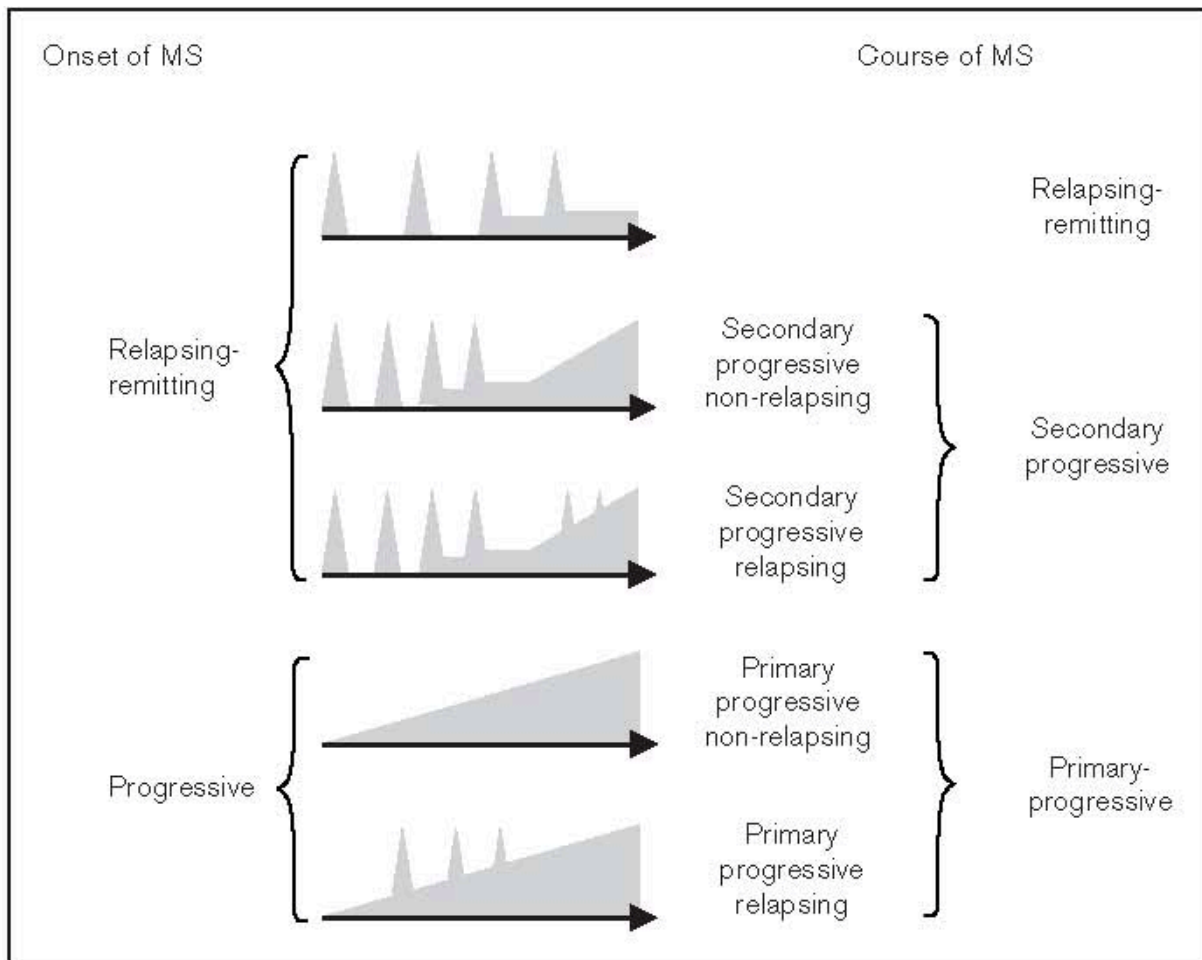 Onset of MS
Course of MS
Relapsing-
remitting
Relapsing-
remitting
Secondary
progressive
non-relapsing
Secondary
progressive
Secondary
progressive
relapsing
Progressive
Primary
progressive
non-relapsing
Primary-
progressive
Primary
progressive
relapsing